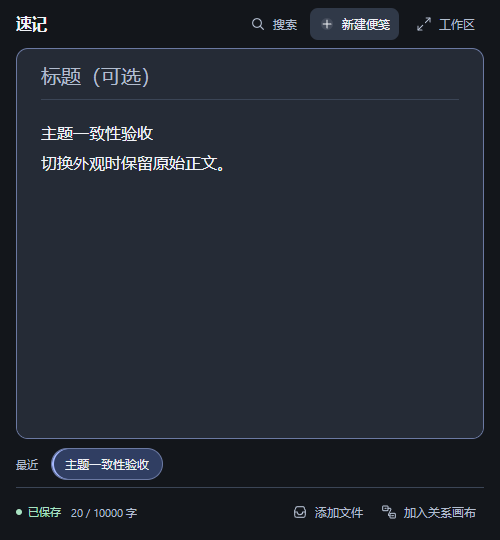 速记
搜索
新建便笺
工作区
标题（可选）
主题一致性验收
切换外观时保留原始正文。
最近
主题一致性验收
已保存
20 / 10000 字
添加文件
加入关系画布